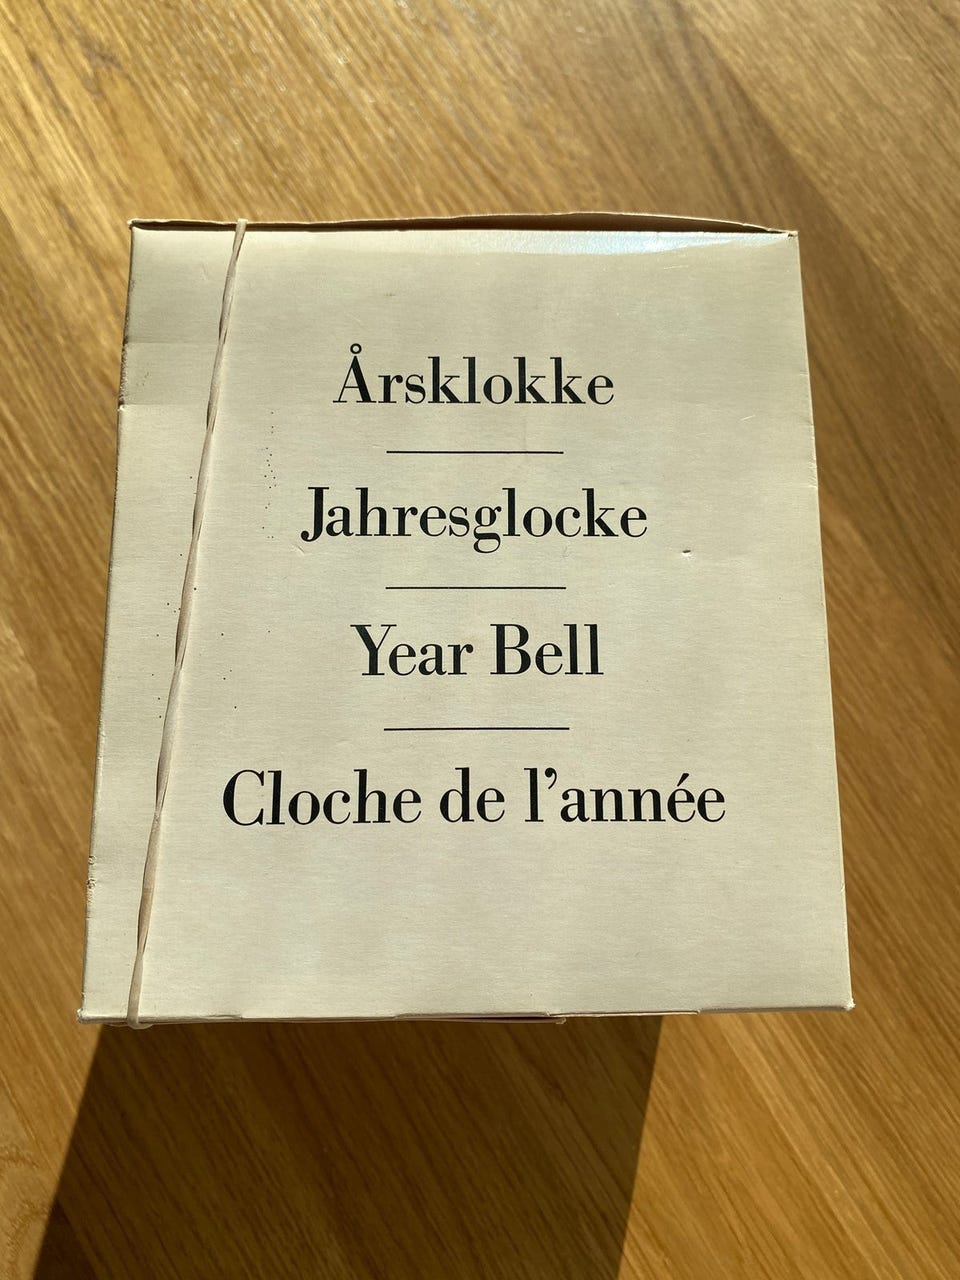 Årsklokke
Jahresglocke
Year Bell
Cloche de l’année